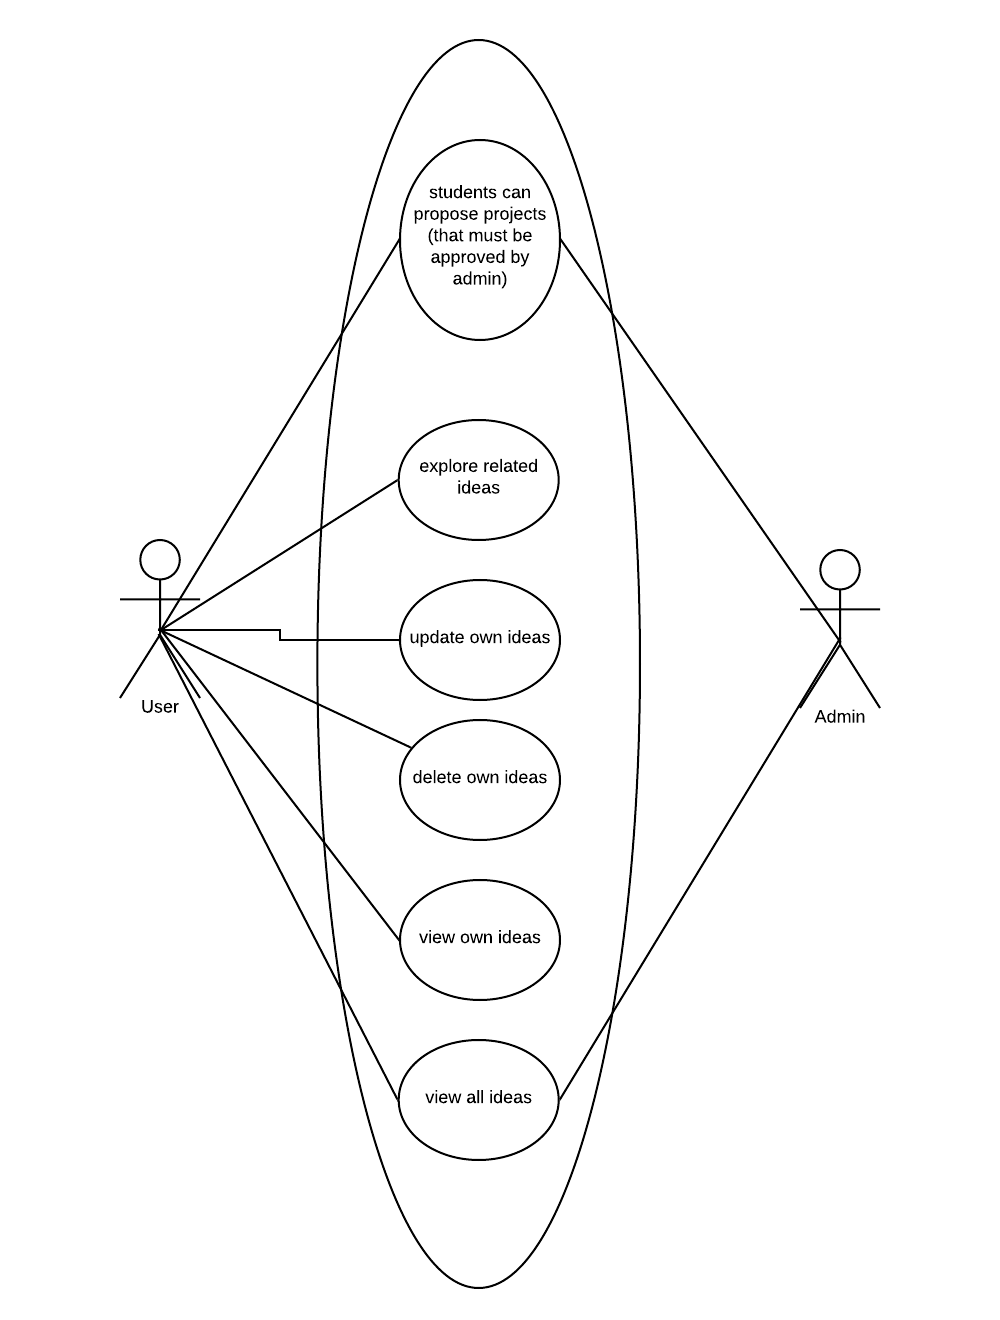 students can
propose projects
(that must be
approved by
admin)
explore related
ideas
update own ideas
User
Admin
delete own ideas
view own ideas
view all ideas